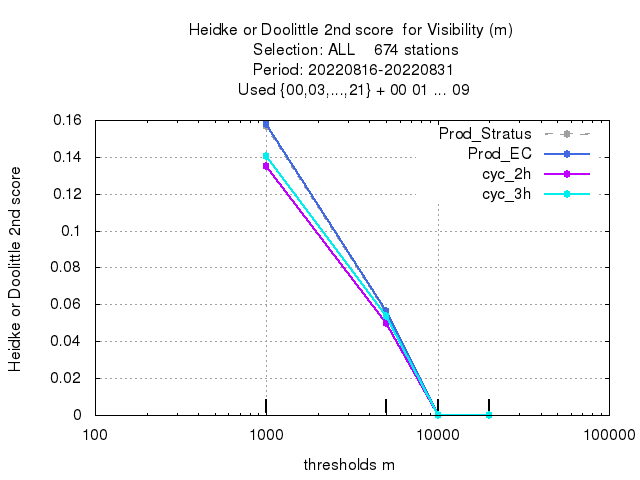 Heidke or Doolittle 2nd score  for Visibility (m)
Selection: ALL    674 stations
Period: 20220816-20220831
Used {00,03,...,21} + 00 01 ... 09
Heidke or Doolittle 2nd score
0.16
0.14
0.12
0.1
0.08
0.06
0.04
0.02
0
Prod_Stratus
Prod_EC
cyc_2h
cyc_3h
100 1000 10000 100000
thresholds m